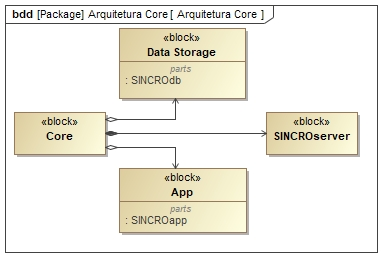 bdd [Package] Arquitetura Core [ Arquitetura Core ]
«block»
Data Storage
parts
: SINCROdb
«block»
Core
«block»
SINCROserver
«block»
App
parts
: SINCROapp